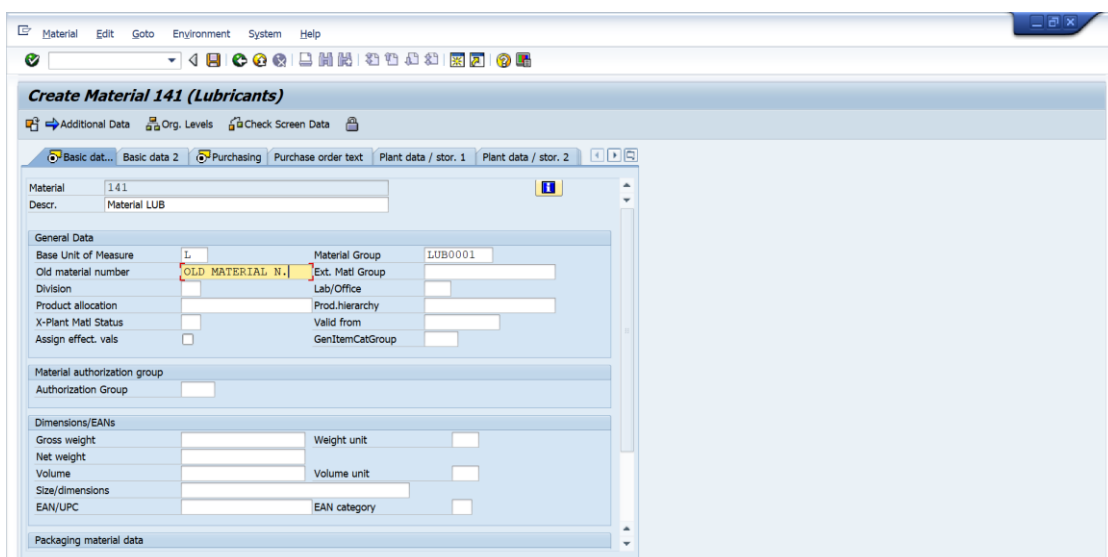 Material Edit Goto Environment System Help
Create Material 141 (Lubricants)
Additional Data Org. Levels Check Screen Data
Basic dat... Basic data 2 Purchasing Purchase order text Plant data / stor. 1 Plant data / stor. 2
Material 141
Descr. Material LUB
General Data
Base Unit of Measure L Material Group LUB0001
Old material number OLD MATERIAL N. Ext. Matl Group
Division Lab/Office
Product allocation Prod.hierarchy
X-Plant Matl Status Valid from
Assign effect. vals GenItemCatGroup
Material authorization group
Authorization Group
Dimensions/EANs
Gross weight Weight unit
Net weight
Volume Volume unit
Size/dimensions
EAN/UPC EAN category
Packaging material data